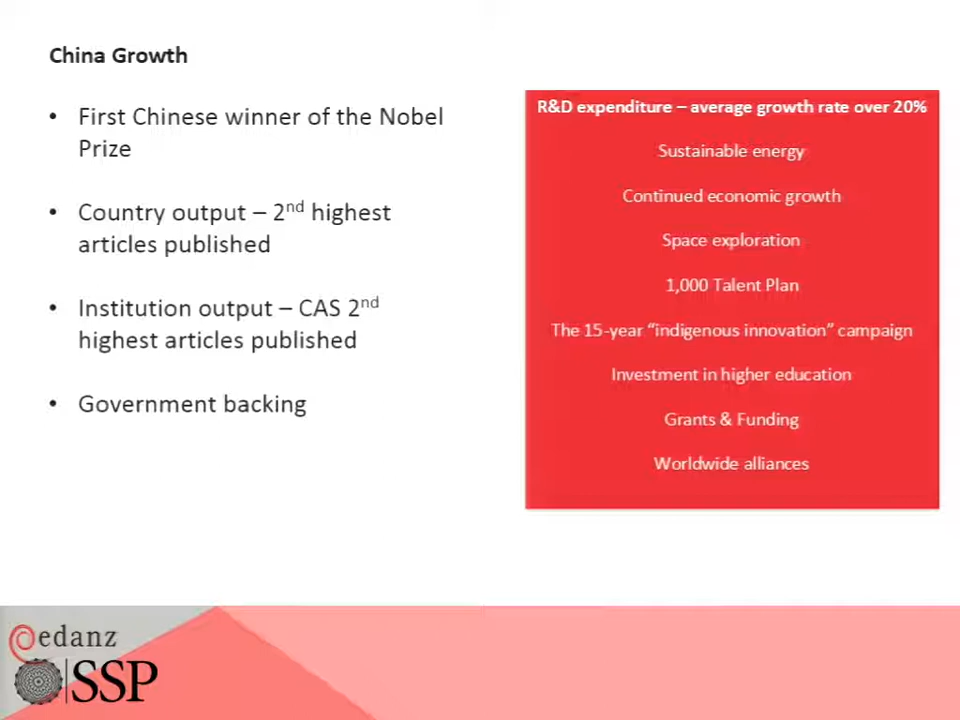 China Growth
• First Chinese winner of the Nobel
Prize
• Country output – 2nd highest
articles published
• Institution output – CAS 2nd
highest articles published
• Government backing
R&D expenditure – average growth rate over 20%
Sustainable energy
Continued economic growth
Space exploration
1,000 Talent Plan
The 15-year “indigenous innovation” campaign
Investment in higher education
Grants & Funding
Worldwide alliances
edanz
SSP